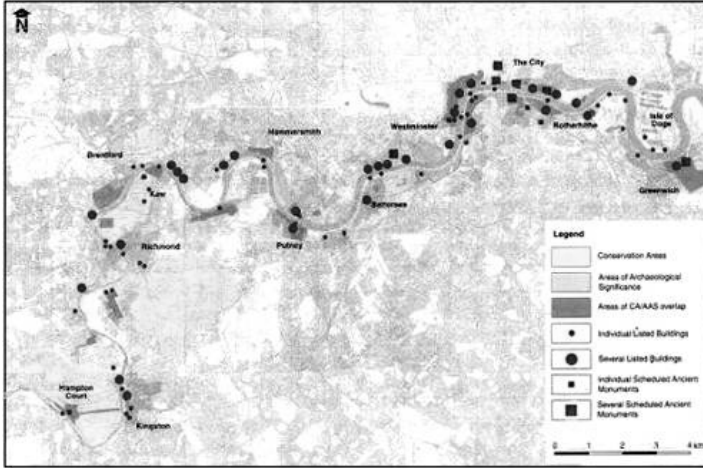 N
The City
Westminster
Rotherhithe
Isle of
Dogs
Hammersmith
Brentford
Kew
Battersea
Greenwich
Putney
Richmond
Hampton
Court
Kingston
Legend
Conservation Areas
Areas of Archaeological
Significance
Areas of CA/AAS overlap
Individual Listed Buildings
Several Listed Buildings
Individual Scheduled Ancient
Monuments
Several Scheduled Ancient
Monuments
0 1 2 3 4 km